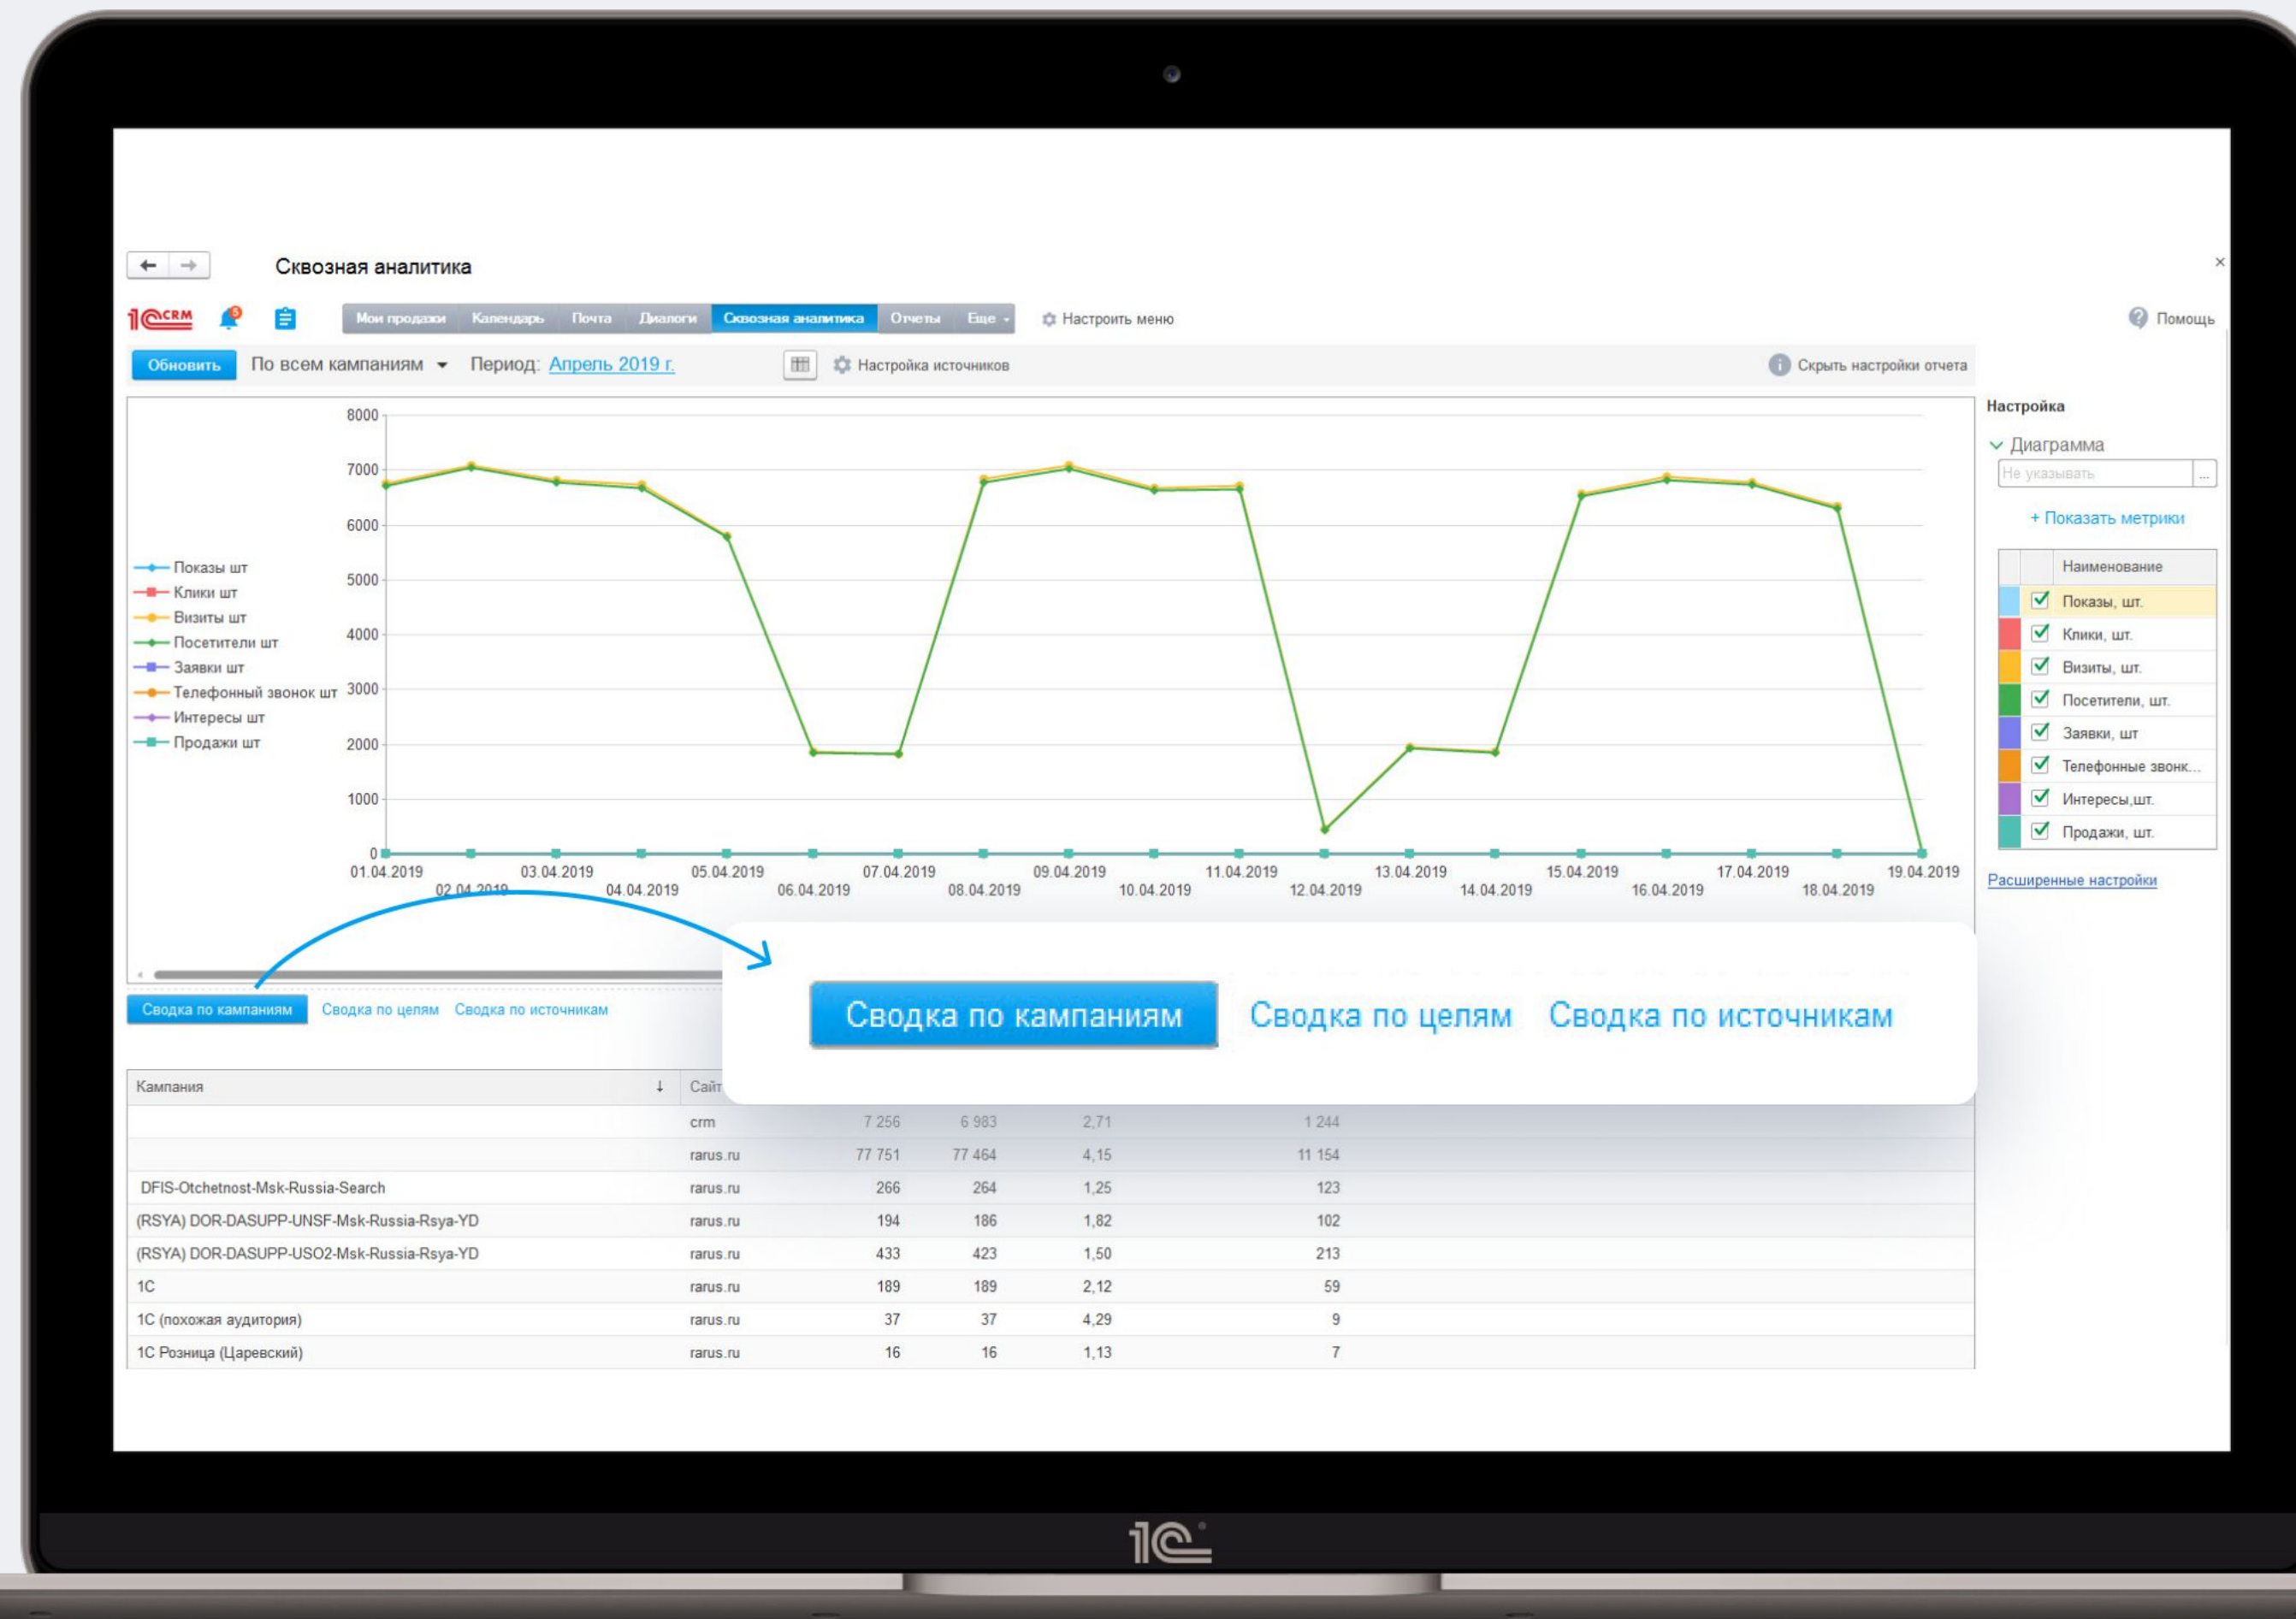 Сквозная аналитика
×
1С CRM
5
Мои продажи Календарь Почта Диалоги Сквозная аналитика Отчеты Еще
Настроить меню
Помощь
Обновить По всем кампаниям Период: Апрель 2019 г. Настройка источников Скрыть настройки отчета
8000
7000
6000
5000
4000
3000
2000
1000
0
Показы шт
Клики шт
Визиты шт
Посетители шт
Заявки шт
Телефонный звонок шт
Интересы шт
Продажи шт
01.04.2019 03.04.2019 05.04.2019 07.04.2019 09.04.2019 11.04.2019 13.04.2019 15.04.2019 17.04.2019 19.04.2019
02.04.2019 04.04.2019 06.04.2019 08.04.2019 10.04.2019 12.04.2019 14.04.2019 16.04.2019 18.04.2019
Настройка
Диаграмма
Не указывать ...
+ Показать метрики
Наименование
Показы, шт.
Клики, шт.
Визиты, шт.
Посетители, шт.
Заявки, шт
Телефонные звонк...
Интересы,шт.
Продажи, шт.
Расширенные настройки
Сводка по кампаниям Сводка по целям Сводка по источникам
Сводка по кампаниям Сводка по целям Сводка по источникам
Кампания ↓ Сайт
crm 7 256 6 983 2,71 1 244
rarus.ru 77 751 77 464 4,15 11 154
DFIS-Otchetnost-Msk-Russia-Search rarus.ru 266 264 1,25 123
(RSYA) DOR-DASUPP-UNSF-Msk-Russia-Rsya-YD rarus.ru 194 186 1,82 102
(RSYA) DOR-DASUPP-USO2-Msk-Russia-Rsya-YD rarus.ru 433 423 1,50 213
1С rarus.ru 189 189 2,12 59
1С (похожая аудитория) rarus.ru 37 37 4,29 9
1С Розница (Царевский) rarus.ru 16 16 1,13 7
1С